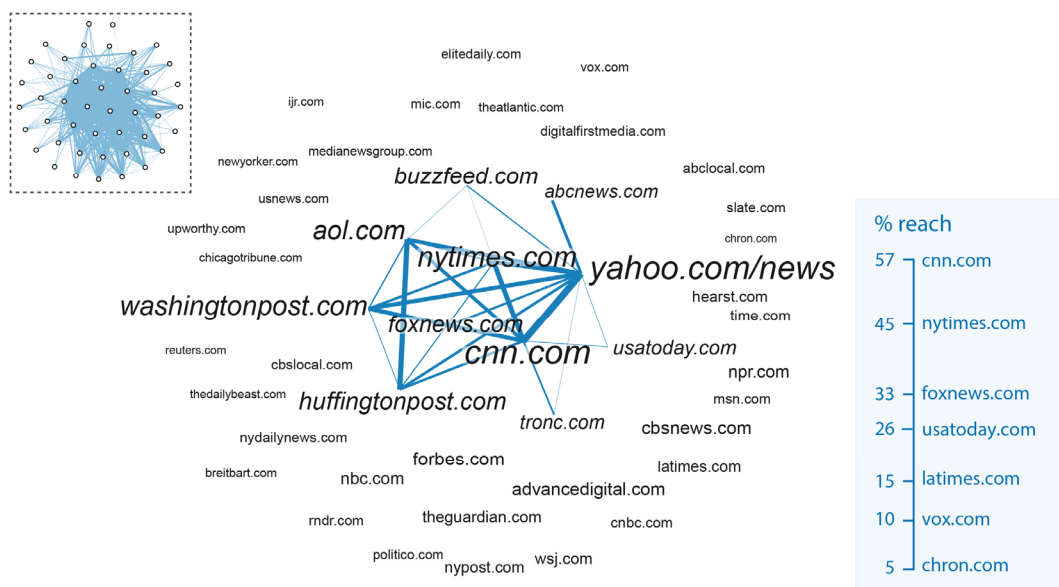 elitedaily.com
vox.com
ijr.com
mic.com
theatlantic.com
digitalfirstmedia.com
medianewsgroup.com
newyorker.com
abclocal.com
buzzfeed.com
abcnews.com
usnews.com
slate.com
upworthy.com
aol.com
chron.com
chicagotribune.com
nytimes.com
yahoo.com/news
hearst.com
washingtonpost.com
time.com
foxnews.com
reuters.com
cnn.com
usatoday.com
cbslocal.com
npr.com
thedailybeast.com
huffingtonpost.com
msn.com
tronc.com
cbsnews.com
nydailynews.com
forbes.com
latimes.com
breitbart.com
nbc.com
advancedigital.com
rndr.com
theguardian.com
cnbc.com
politico.com
nypost.com
wsj.com
% reach
57 cnn.com
45 nytimes.com
33 foxnews.com
26 usatoday.com
15 latimes.com
10 vox.com
5 chron.com